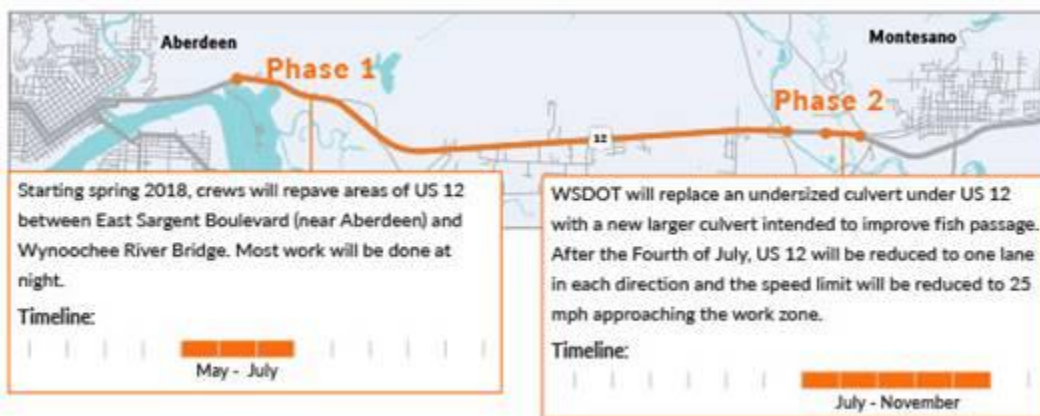 Aberdeen
Montesano
Phase 1
Phase 2
12
Starting spring 2018, crews will repave areas of US 12
between East Sargent Boulevard (near Aberdeen) and
Wynoochee River Bridge. Most work will be done at
night.
Timeline:
May - July
WSDOT will replace an undersized culvert under US 12
with a new larger culvert intended to improve fish passage.
After the Fourth of July, US 12 will be reduced to one lane
in each direction and the speed limit will be reduced to 25
mph approaching the work zone.
Timeline:
July - November